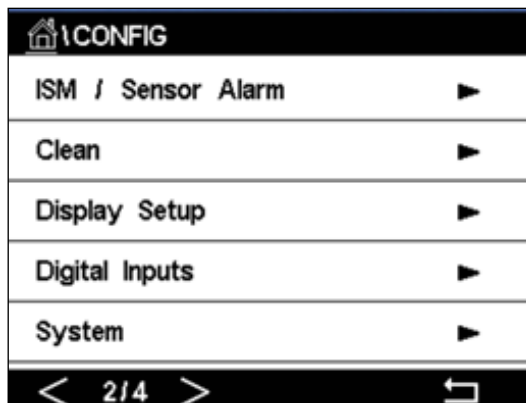 \CONFIG
ISM / Sensor Alarm
Clean
Display Setup
Digital Inputs
System
< 2/4 >